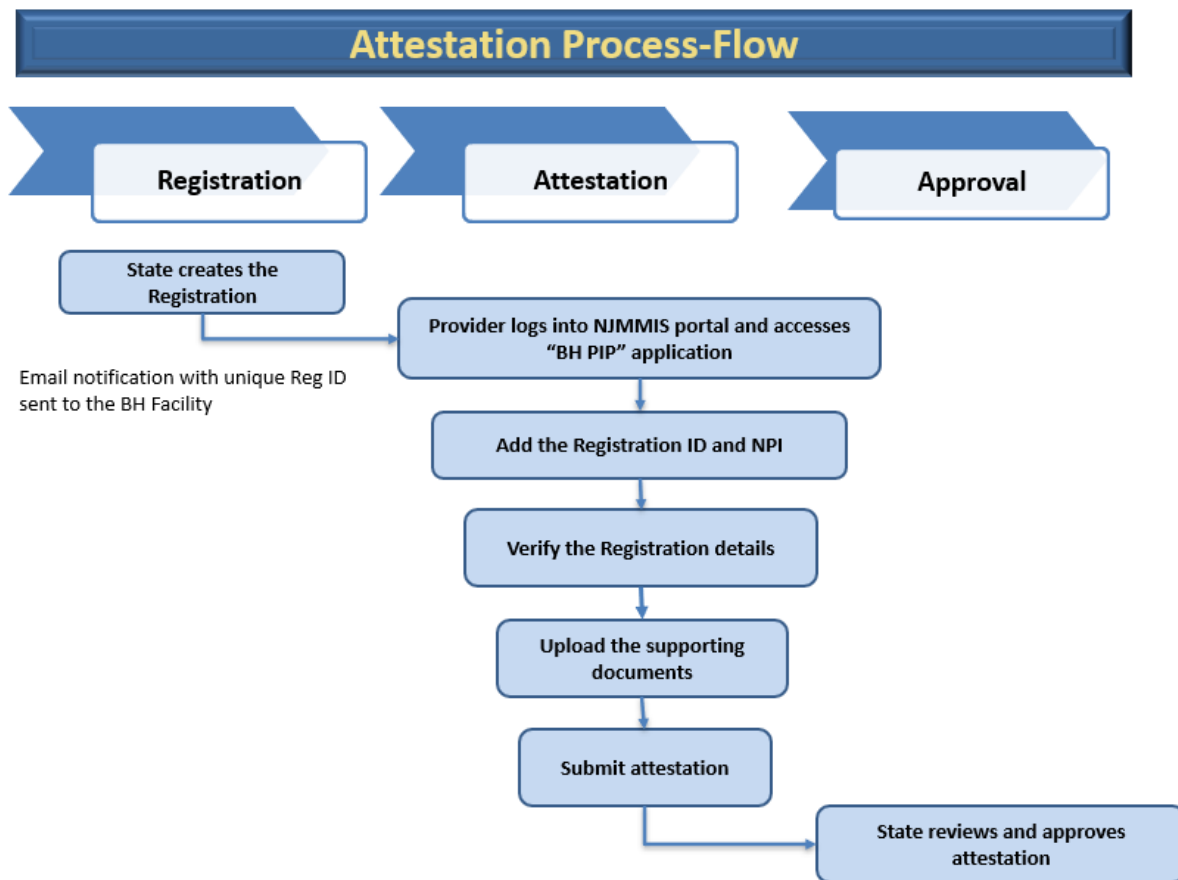 Attestation Process-Flow
Registration
Attestation
Approval
State creates the
Registration
Provider logs into NJMMIS portal and accesses
“BH PIP” application
Email notification with unique Reg ID
sent to the BH Facility
Add the Registration ID and NPI
Verify the Registration details
Upload the supporting
documents
Submit attestation
State reviews and approves
attestation